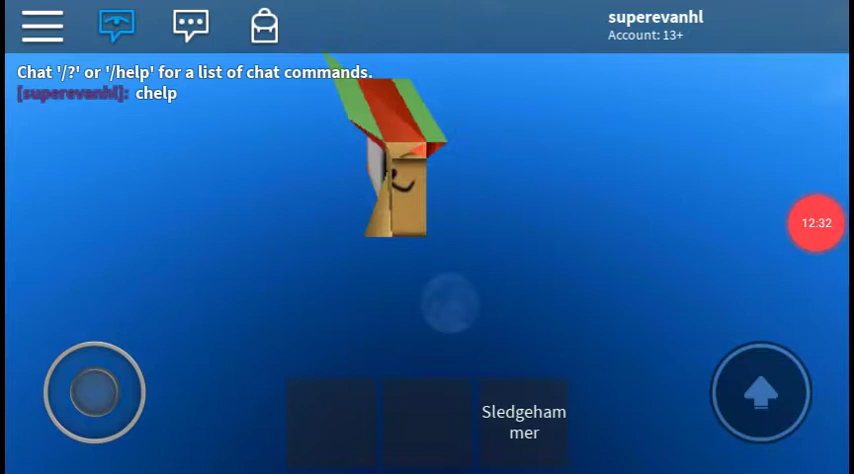 superevanhl
Account: 13+
Chat '/?' or '/help' for a list of chat commands.
[superevanhl]: chelp
12:32
Sledgeham
mer